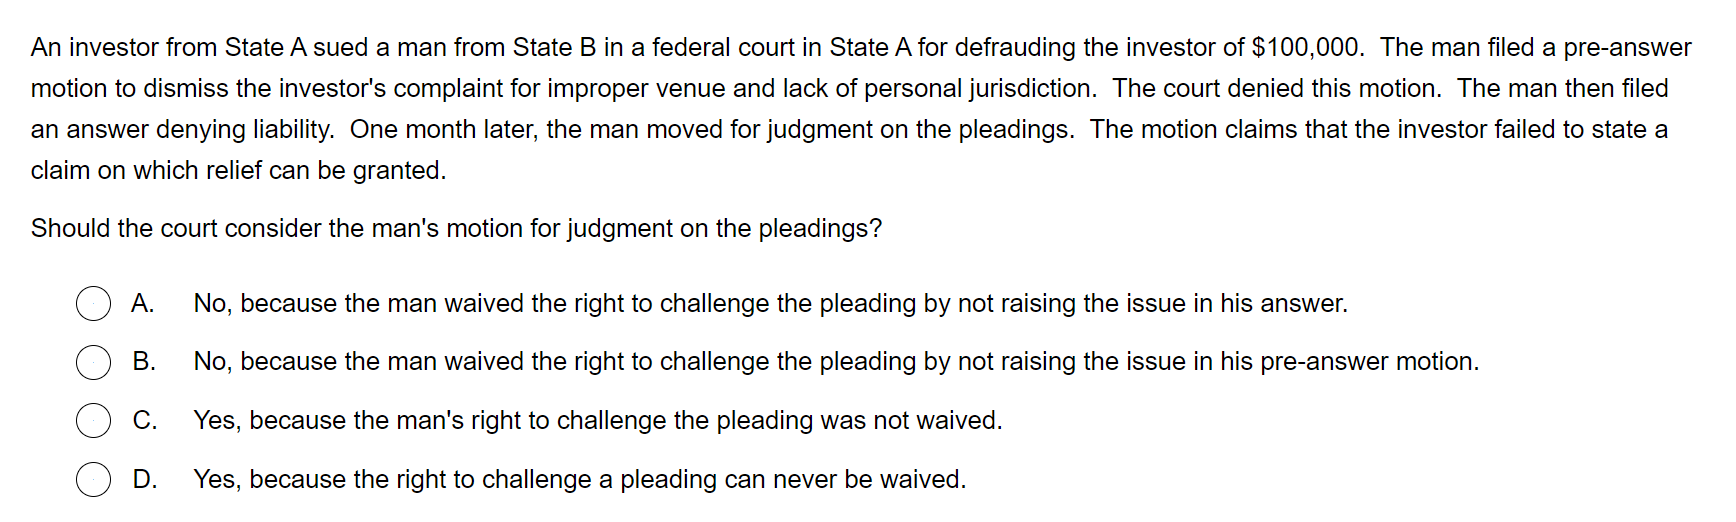 An investor from State A sued a man from State B in a federal court in State A for defrauding the investor of $100,000.  The man filed a pre-answer
motion to dismiss the investor's complaint for improper venue and lack of personal jurisdiction.  The court denied this motion.  The man then filed
an answer denying liability.  One month later, the man moved for judgment on the pleadings.  The motion claims that the investor failed to state a
claim on which relief can be granted.
Should the court consider the man's motion for judgment on the pleadings?
A. No, because the man waived the right to challenge the pleading by not raising the issue in his answer.
B. No, because the man waived the right to challenge the pleading by not raising the issue in his pre-answer motion.
C. Yes, because the man's right to challenge the pleading was not waived.
D. Yes, because the right to challenge a pleading can never be waived.